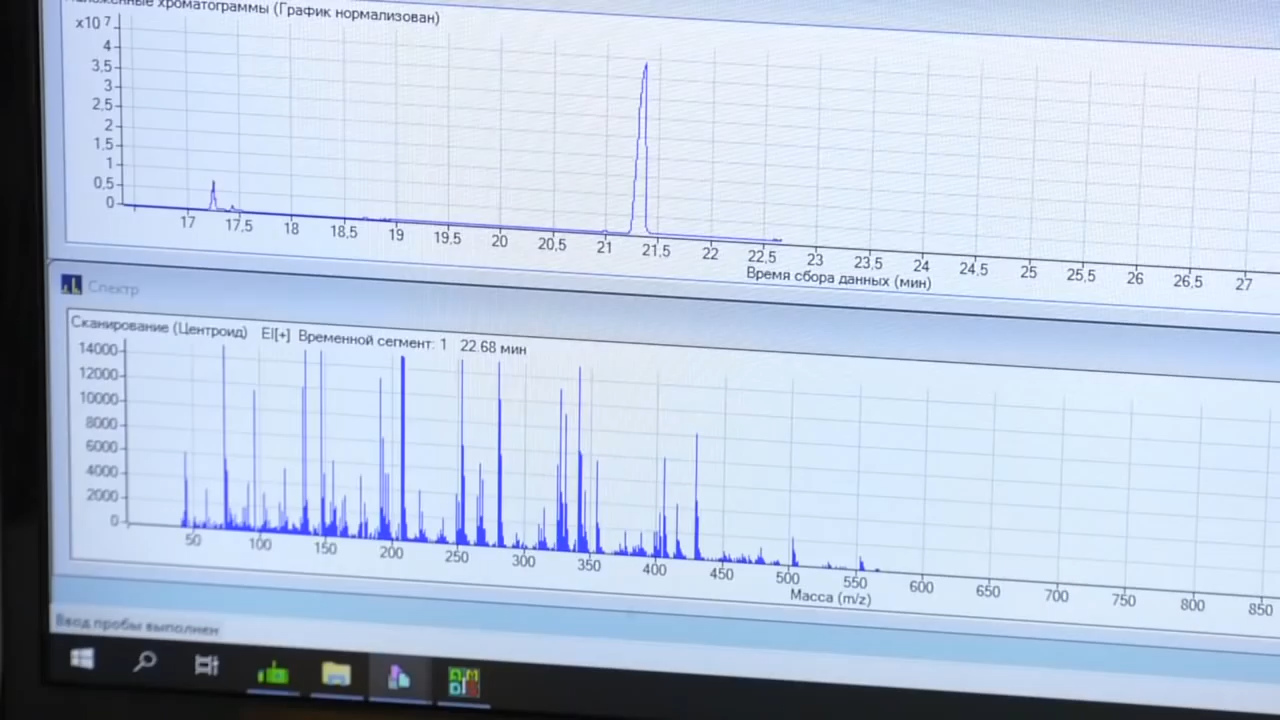 хроматограммы (График нормализован)
x10 7
4
3,5
3
2,5
2
1,5
1
0,5
0
17 17,5 18 18,5 19 19,5 20 20,5 21 21,5 22 22,5 23 23,5 24 24,5 25 25,5 26 26,5 27
Время сбора данных (мин)
Спектр
Сканирование (Центроид) EI[+] Временной сегмент: 1 22.68 мин
14000
12000
10000
8000
6000
4000
2000
0
50 100 150 200 250 300 350 400 450 500 550 600 650 700 750 800 850
Масса (m/z)
Ввод пробы выполнен